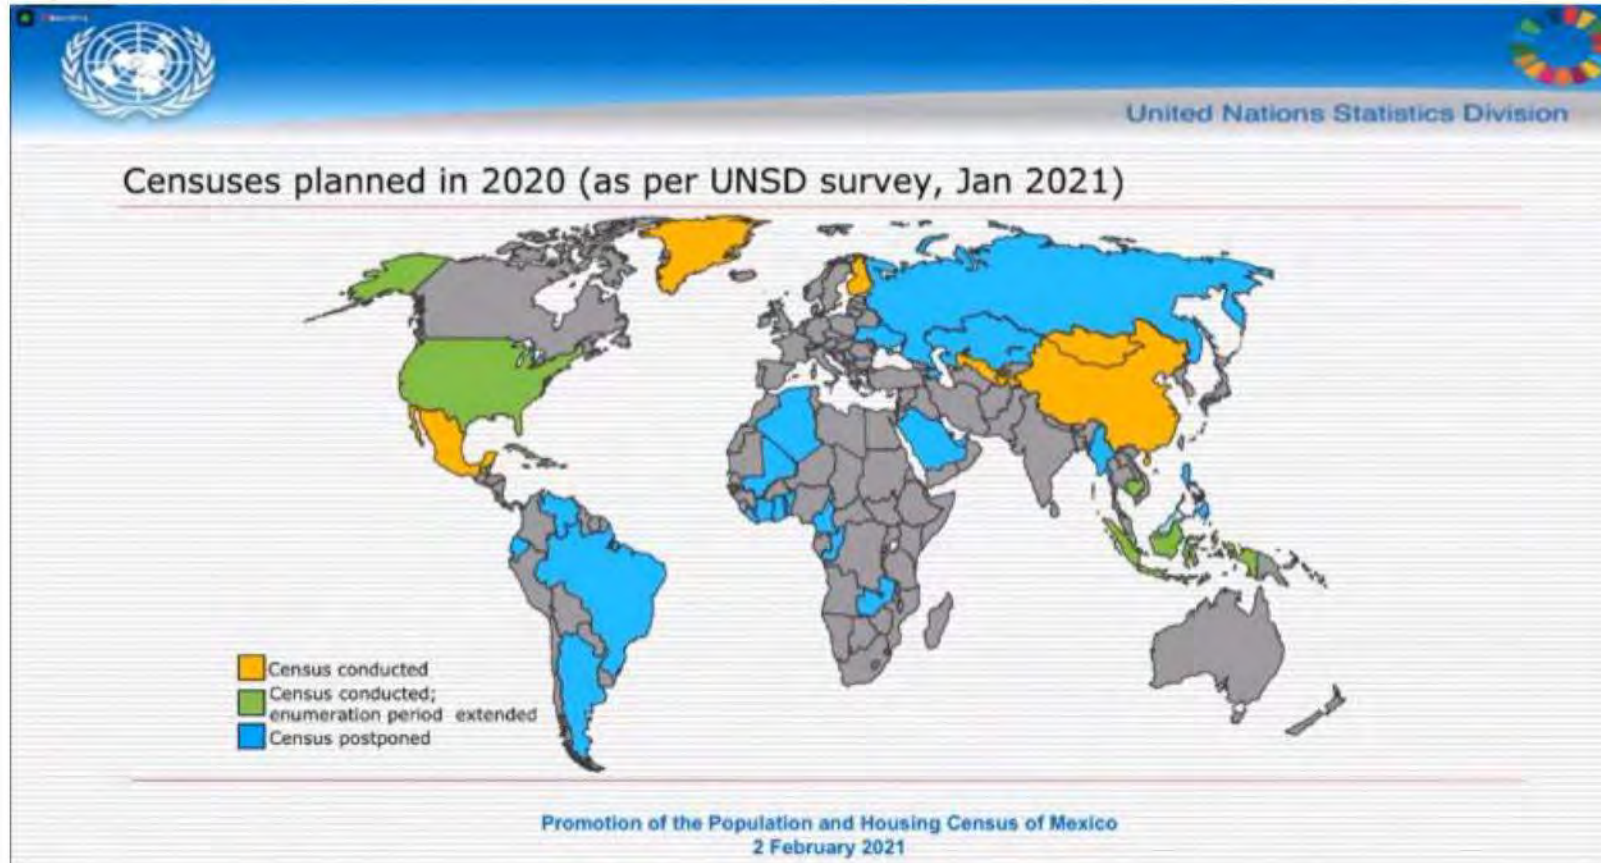 United Nations Statistics Division
Censuses planned in 2020 (as per UNSD survey, Jan 2021)
Census conducted
Census conducted;
enumeration period extended
Census postponed
Promotion of the Population and Housing Census of Mexico
2 February 2021